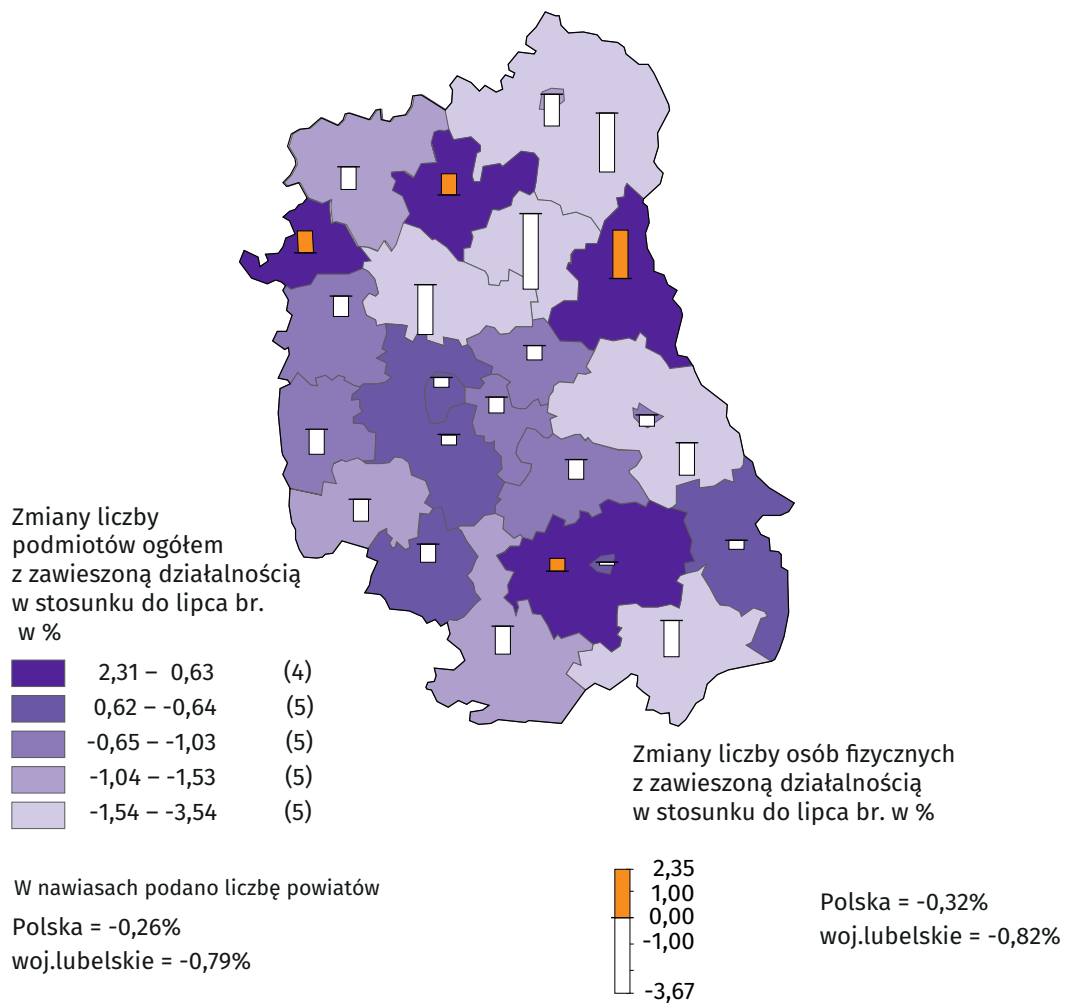 Zmiany liczby
podmiotów ogółem
z zawieszoną działalnością
w stosunku do lipca br.
w %
2,31 – 0,63 (4)
0,62 – -0,64 (5)
-0,65 – -1,03 (5)
-1,04 – -1,53 (5)
-1,54 – -3,54 (5)
W nawiasach podano liczbę powiatów
Polska = -0,26%
woj.lubelskie = -0,79%
Zmiany liczby osób fizycznych
z zawieszoną działalnością
w stosunku do lipca br. w %
2,35
1,00
0,00
-1,00
-3,67
Polska = -0,32%
woj.lubelskie = -0,82%